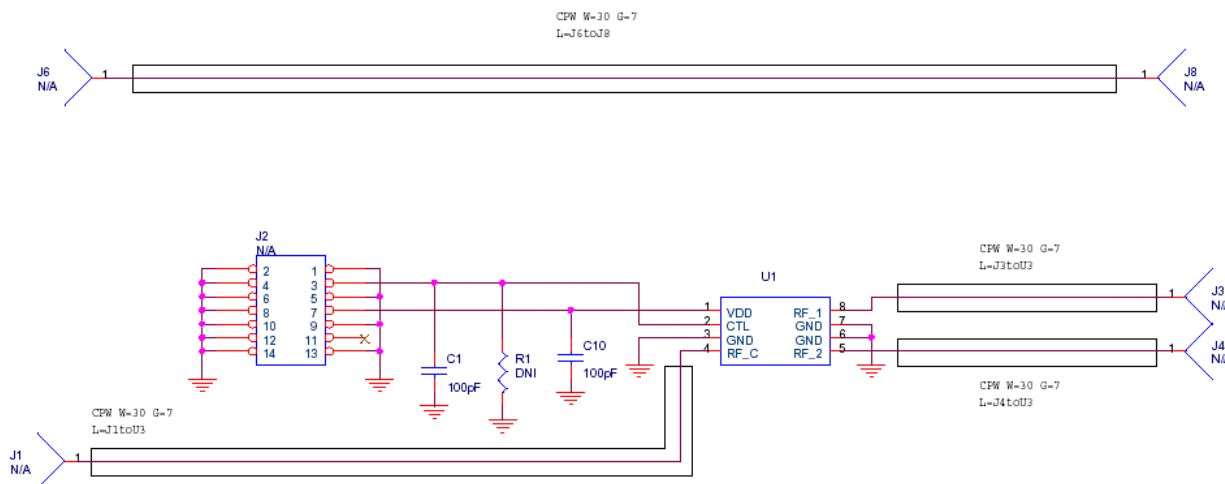 CPW W=30 G=7
L=J6toJ8
J6
N/A
1
1
J8
N/A
J2
N/A
2
1
4
3
6
5
8
7
10
9
12
11
14
13
C1
100pF
R1
DNI
C10
100pF
U1
1
VDD
RF_1
8
2
CTL
GND
7
3
GND
GND
6
4
RF_C
RF_2
5
CPW W=30 G=7
L=J3toU3
1
J3
N/A
1
J4
N/A
CPW W=30 G=7
L=J4toU3
CPW W=30 G=7
L=J1toU3
J1
N/A
1